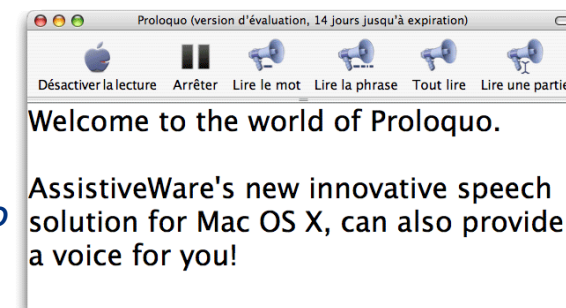 Proloquo (version d'évaluation, 14 jours jusqu'à expiration)
Désactiver la lecture Arrêter Lire le mot Lire la phrase Tout lire Lire une partie
Welcome to the world of Proloquo.
AssistiveWare's new innovative speech
solution for Mac OS X, can also provide
a voice for you!